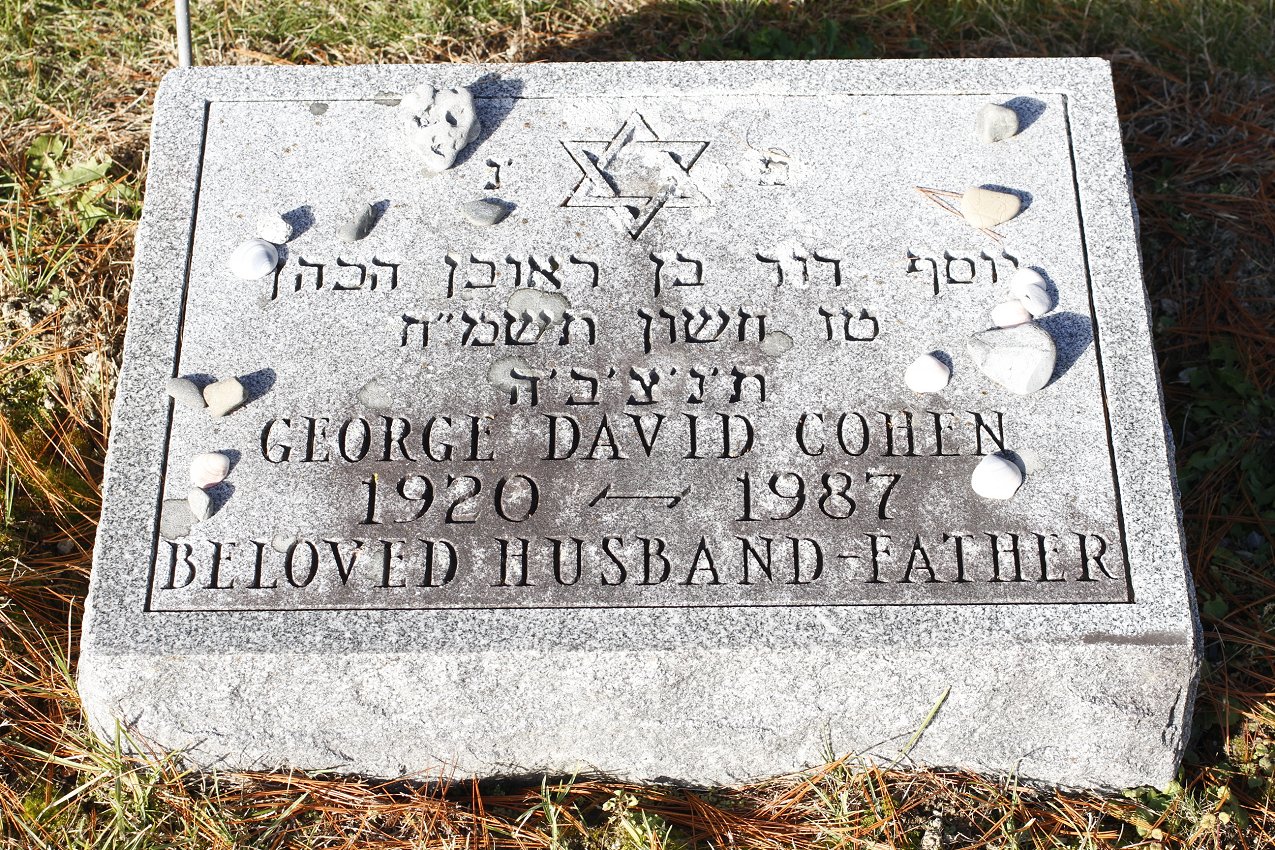 פ נ'
יוסף דוד בן ראובן הכהן
טז חשון תשמ״ח
ת'נ'צ'ב'ה
GEORGE DAVID COHEN
1920 — 1987
BELOVED HUSBAND - FATHER